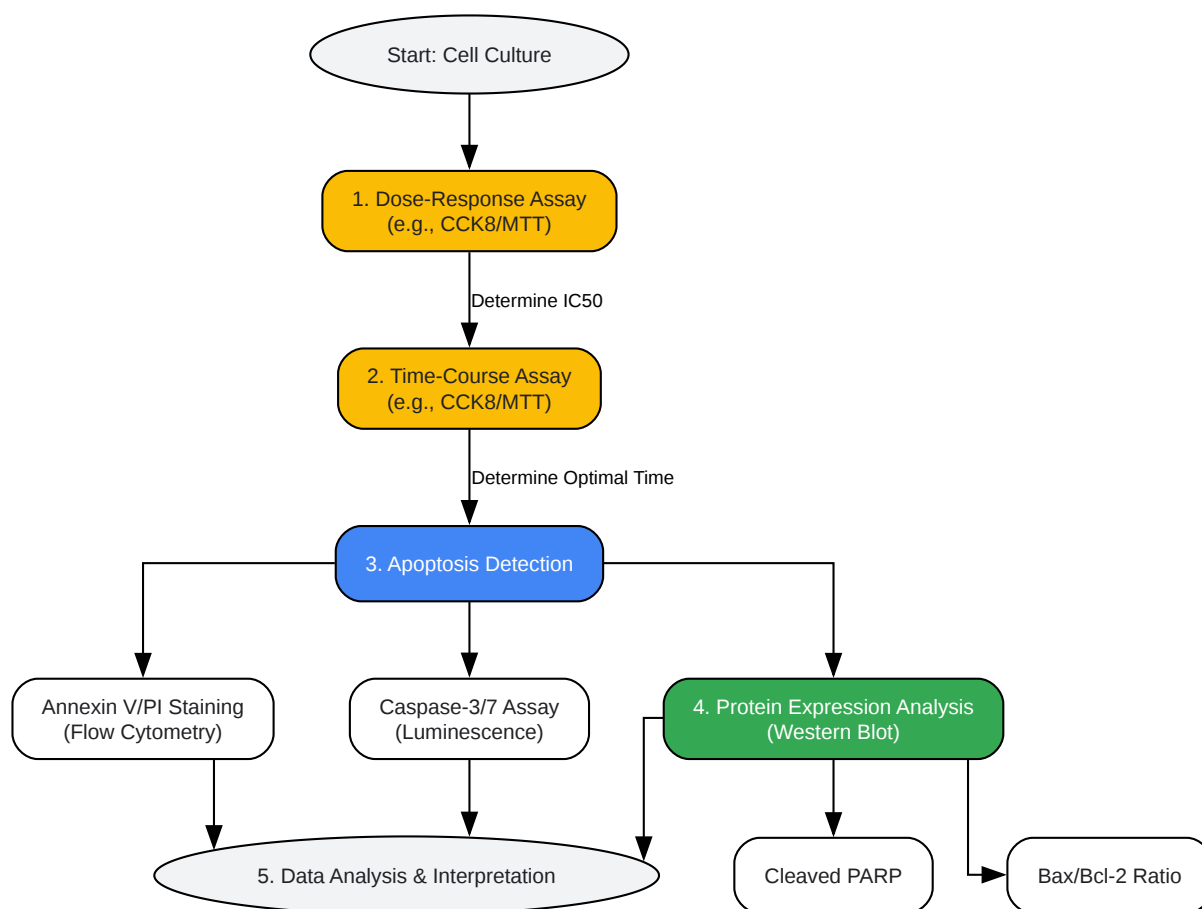 Start: Cell Culture
1. Dose-Response Assay
(e.g., CCK8/MTT)
Determine IC50
2. Time-Course Assay
(e.g., CCK8/MTT)
Determine Optimal Time
3. Apoptosis Detection
Annexin V/PI Staining
(Flow Cytometry)
Caspase-3/7 Assay
(Luminescence)
4. Protein Expression Analysis
(Western Blot)
5. Data Analysis & Interpretation
Cleaved PARP
Bax/Bcl-2 Ratio